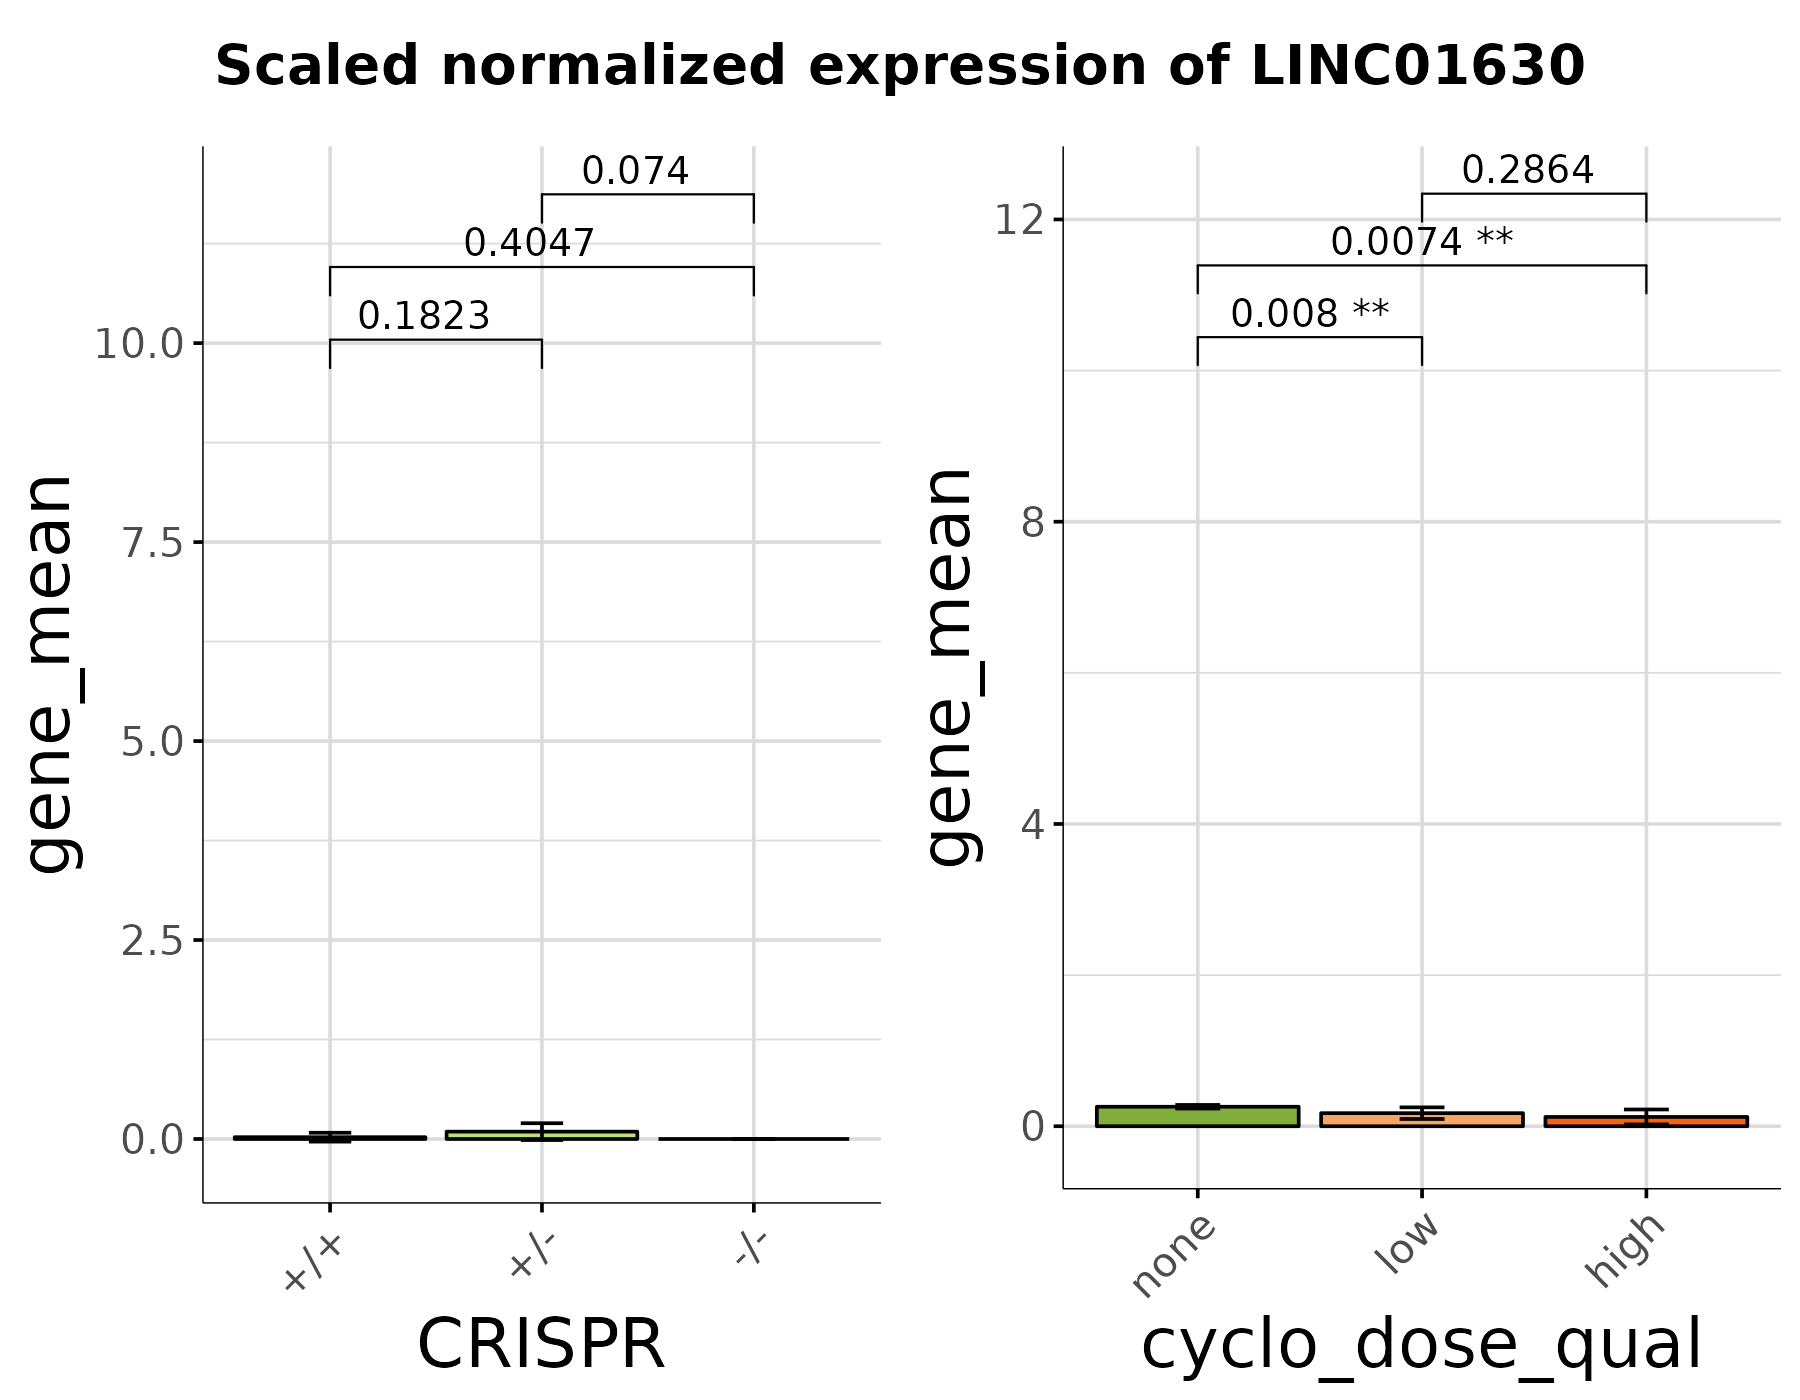 Scaled normalized expression of LINC01630
gene_mean
0.074
0.4047
0.1823
10.0
7.5
5.0
2.5
0.0
+/+
+/-
-/-
CRISPR
gene_mean
0.2864
0.0074 **
0.008 **
12
8
4
0
none
low
high
cyclo_dose_qual